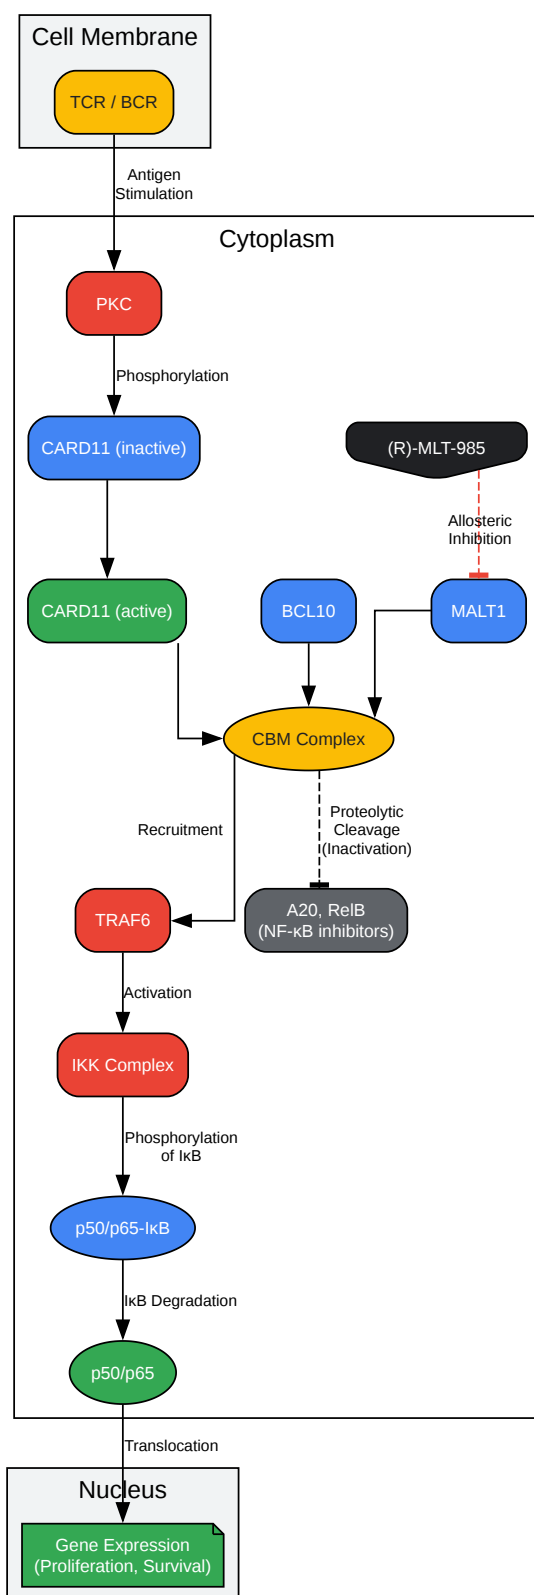 Cell Membrane
TCR / BCR
Antigen
Stimulation
Cytoplasm
PKC
Phosphorylation
CARD11 (inactive)
(R)-MLT-985
Allosteric
Inhibition
CARD11 (active)
BCL10
MALT1
CBM Complex
Recruitment
Proteolytic
Cleavage
(Inactivation)
TRAF6
A20, RelB
(NF-κB inhibitors)
Activation
IKK Complex
Phosphorylation
of IκB
p50/p65-IκB
IκB Degradation
p50/p65
Translocation
Nucleus
Gene Expression
(Proliferation, Survival)